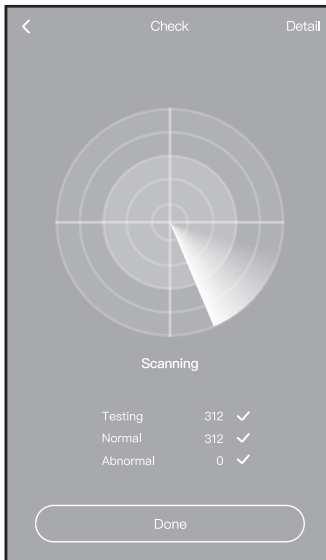 Check Detail
Scanning
Testing 312
Normal 312
Abnormal 0
Done